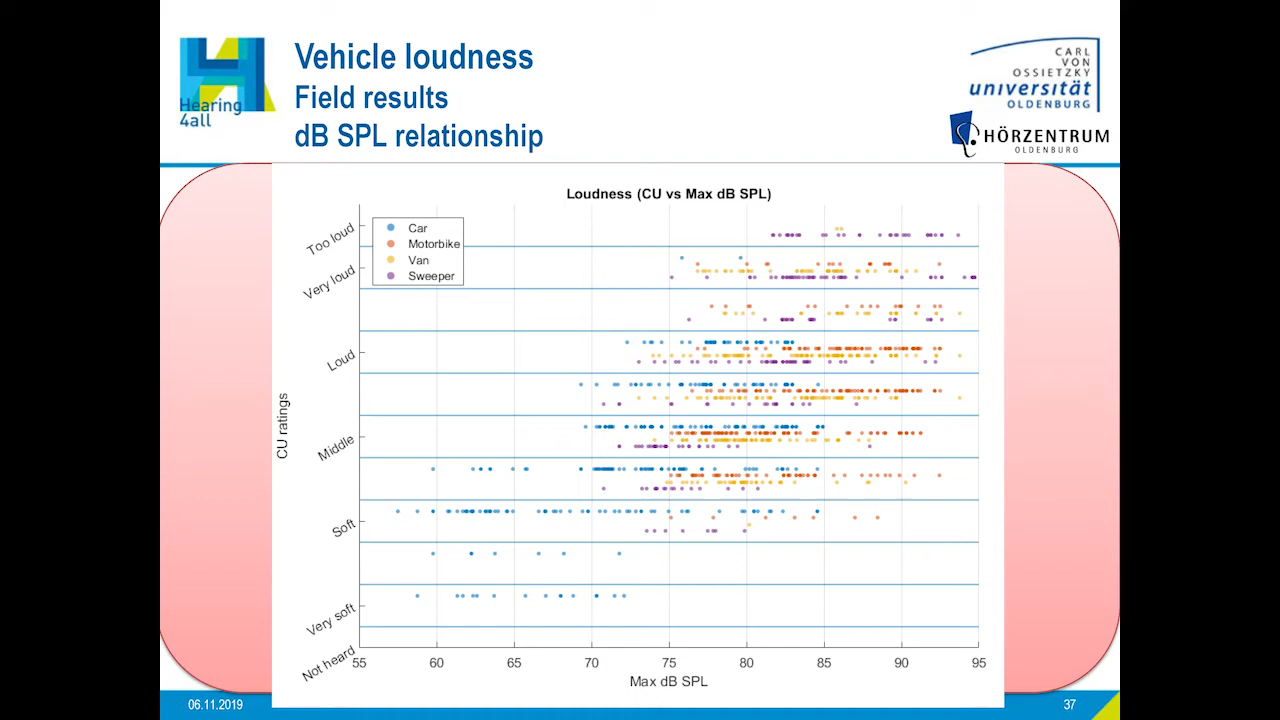 Hearing
4all
Vehicle loudness
Field results
dB SPL relationship
CARL
VON
OSSIETZKY
universität
OLDENBURG
HÖRZENTRUM
OLDENBURG
Loudness (CU vs Max dB SPL)
Car
Motorbike
Van
Sweeper
CU ratings
Too loud
Very loud
Loud
Middle
Soft
Very soft
Not heard
55 60 65 70 75 80 85 90 95
Max dB SPL
06.11.2019
37